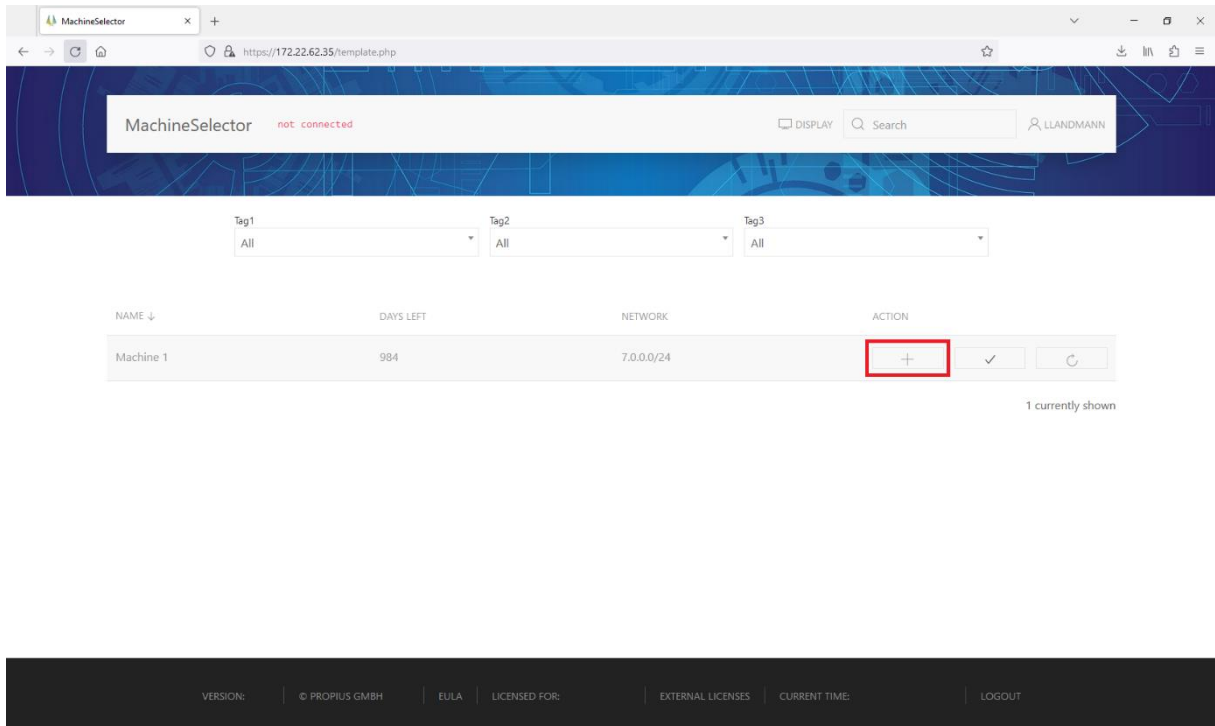 MachineSelector
https://172.22.62.35/template.php
MachineSelector not connected DISPLAY Search LLANDMANN
Tag1 Tag2 Tag3
All All All
NAME ↓ DAYS LEFT NETWORK ACTION
Machine 1 984 7.0.0.0/24
1 currently shown
VERSION: © PROPIUS GMBH EULA LICENSED FOR: EXTERNAL LICENSES CURRENT TIME: LOGOUT